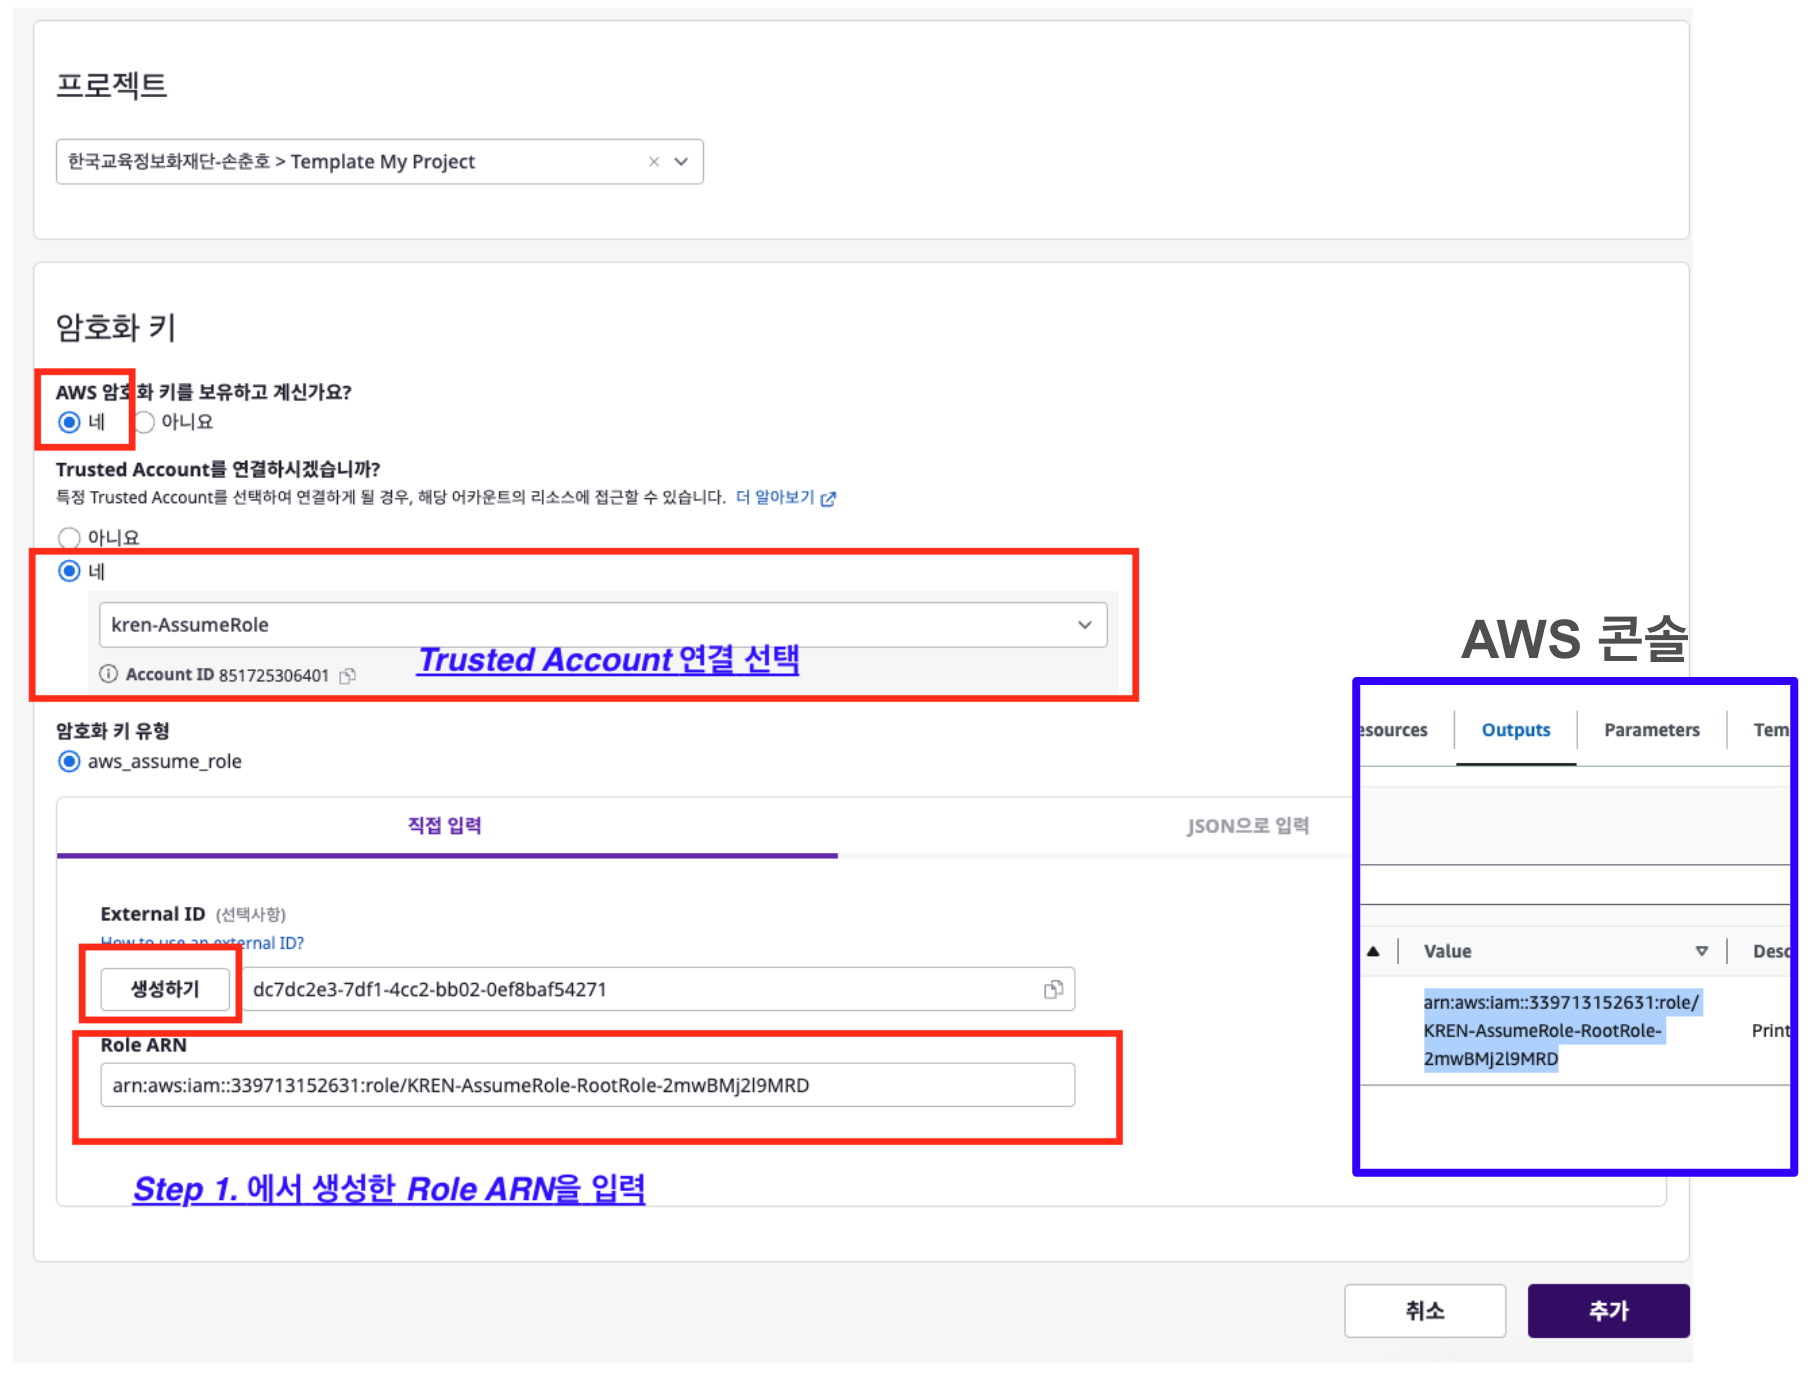 프로젝트
한국교육정보화재단-손춘호 > Template My Project
암호화 키
AWS 암호화 키를 보유하고 계신가요?
네 아니요
Trusted Account를 연결하시겠습니까?
특정 Trusted Account를 선택하여 연결하게 될 경우, 해당 어카운트의 리소스에 접근할 수 있습니다. 더 알아보기
아니요
네
kren-AssumeRole
Trusted Account 연결 선택
Account ID 851725306401
암호화 키 유형
aws_assume_role
직접 입력 JSON으로 입력
External ID (선택사항)
How to use an external ID?
생성하기 dc7dc2e3-7df1-4cc2-bb02-0ef8baf54271
Role ARN
arn:aws:iam::339713152631:role/KREN-AssumeRole-RootRole-2mwBMj2l9MRD
Step 1. 에서 생성한 Role ARN을 입력
AWS 콘솔
esources Outputs Parameters Tem
Value Desc
arn:aws:iam::339713152631:role/
KREN-AssumeRole-RootRole-
2mwBMj2l9MRD
Print
취소 추가